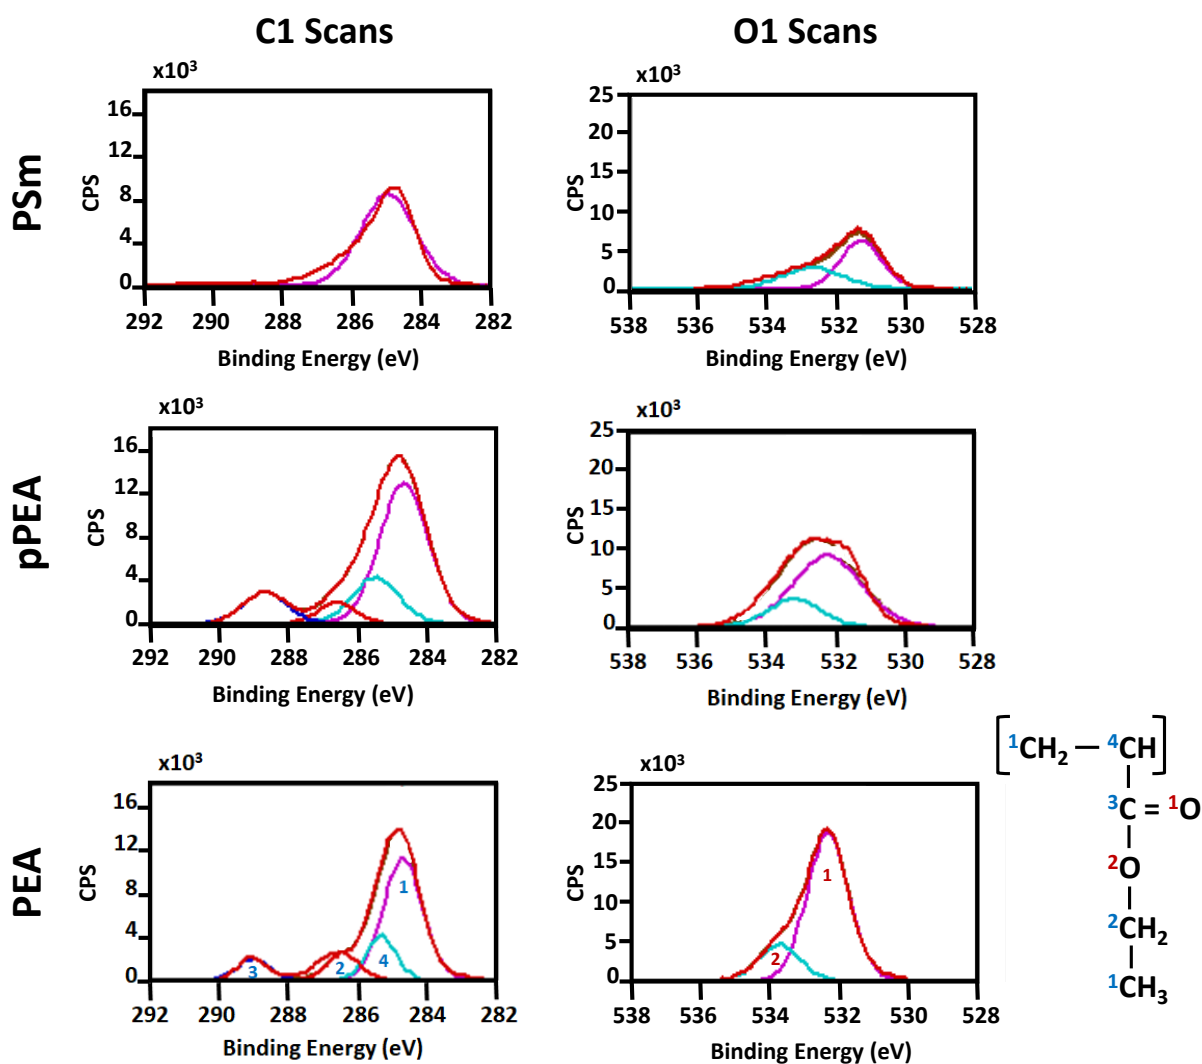 C1 Scans
O1 Scans
PSm
x10³
CPS
16
12
8
4
0
292 290 288 286 284 282
Binding Energy (eV)
x10³
CPS
25
20
15
10
5
0
538 536 534 532 530 528
Binding Energy (eV)
pPEA
x10³
CPS
16
12
8
4
0
292 290 288 286 284 282
Binding Energy (eV)
x10³
CPS
25
20
15
10
5
0
538 536 534 532 530 528
Binding Energy (eV)
PEA
x10³
CPS
16
12
8
4
0
1
2
3
4
292 290 288 286 284 282
Binding Energy (eV)
x10³
CPS
25
20
15
10
5
0
1
2
538 536 534 532 530 528
Binding Energy (eV)
[¹CH₂ — ⁴CH]
³C = ¹O
²O
²CH₂
¹CH₃